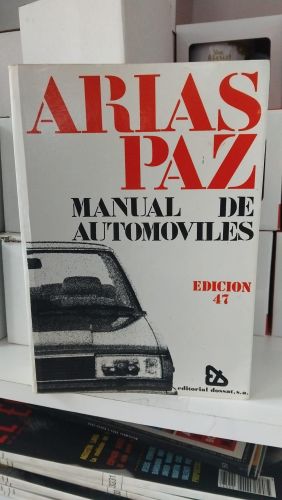 ARIAS
PAZ
MANUAL DE
AUTOMOVILES
EDICION
47
editorial dossat, s.a.